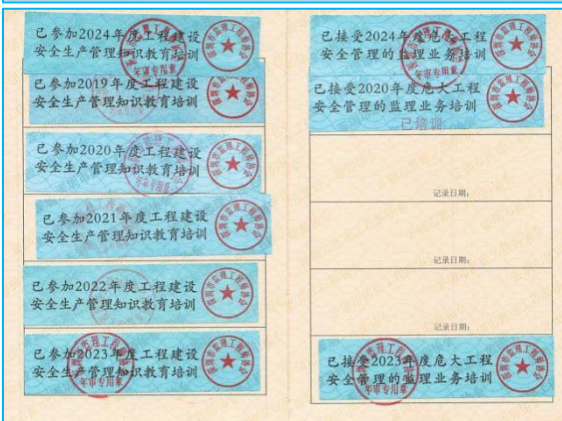 已参加2024年度工程建设
安全生产管理知识教育培训
已参加2019年度工程建设
安全生产管理知识教育培训
已参加2020年度工程建设
安全生产管理知识教育培训
已参加2021年度工程建设
安全生产管理知识教育培训
已参加2022年度工程建设
安全生产管理知识教育培训
已参加2023年度工程建设
安全生产管理知识教育培训
已接受2024年度危大工程
安全管理的监理业务培训
已接受2020年度危大工程
安全管理的监理业务培训
已培训
记录日期:
记录日期:
记录日期:
已接受2023年度危大工程
安全管理的监理业务培训